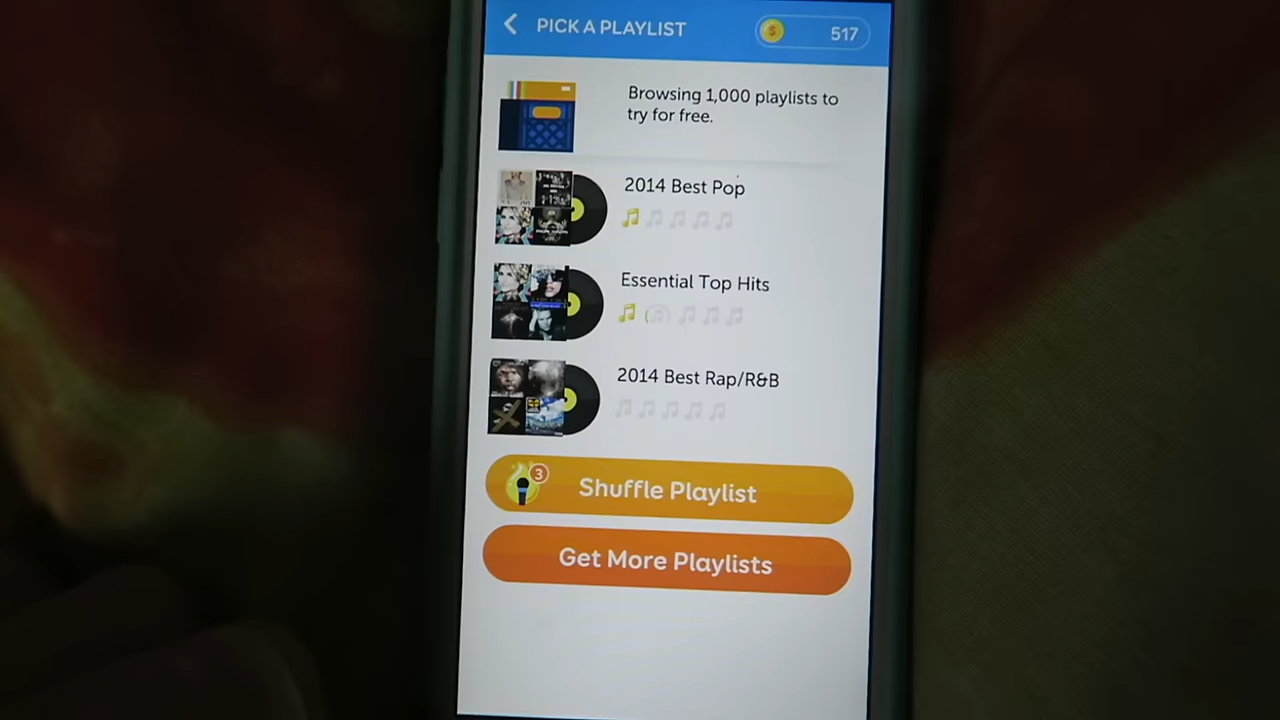 PICK A PLAYLIST
517
Browsing 1,000 playlists to
try for free.
2014 Best Pop
Essential Top Hits
2014 Best Rap/R&B
3
Shuffle Playlist
Get More Playlists